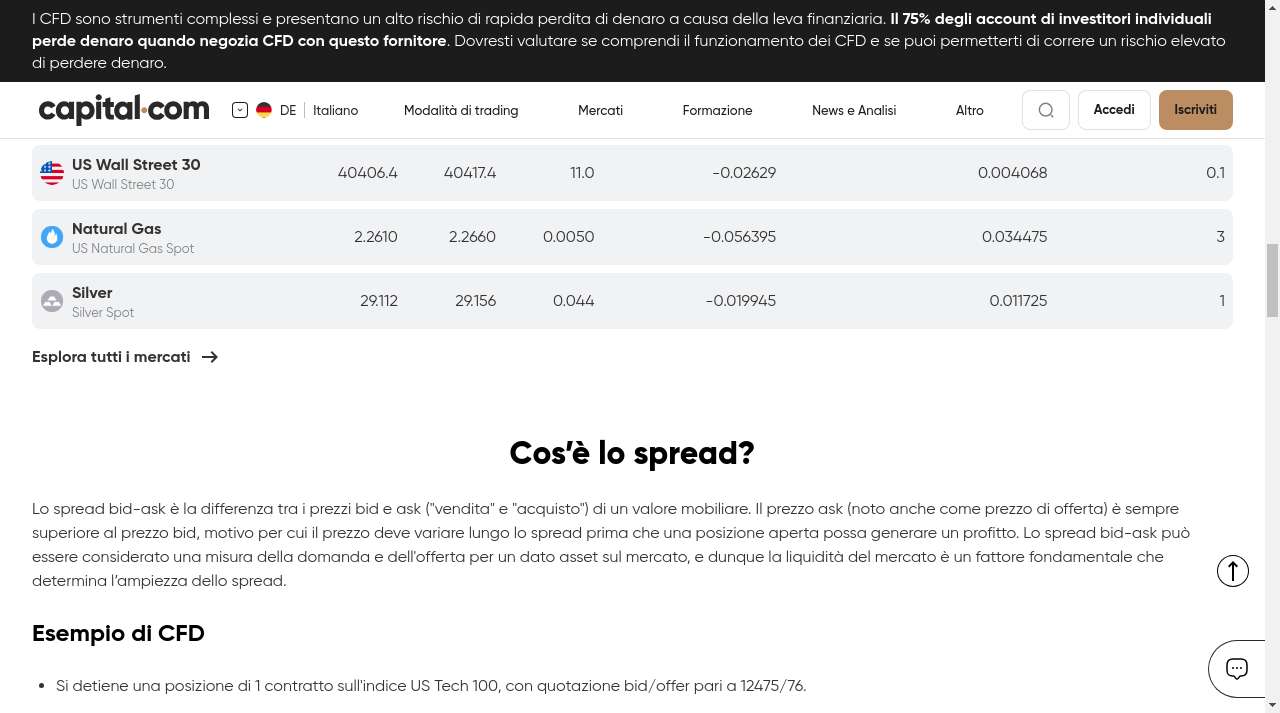 I CFD sono strumenti complessi e presentano un alto rischio di rapida perdita di denaro a causa della leva finanziaria. Il 75% degli account di investitori individuali
perde denaro quando negozia CFD con questo fornitore. Dovresti valutare se comprendi il funzionamento dei CFD e se puoi permetterti di correre un rischio elevato
di perdere denaro.
capital.com DE Italiano Modalità di trading Mercati Formazione News e Analisi Altro Accedi Iscriviti
US Wall Street 30 40406.4 40417.4 11.0 -0.02629 0.004068 0.1
US Wall Street 30
Natural Gas 2.2610 2.2660 0.0050 -0.056395 0.034475 3
US Natural Gas Spot
Silver 29.112 29.156 0.044 -0.019945 0.011725 1
Silver Spot
Esplora tutti i mercati
Cos’è lo spread?
Lo spread bid-ask è la differenza tra i prezzi bid e ask ("vendita" e "acquisto") di un valore mobiliare. Il prezzo ask (noto anche come prezzo di offerta) è sempre
superiore al prezzo bid, motivo per cui il prezzo deve variare lungo lo spread prima che una posizione aperta possa generare un profitto. Lo spread bid-ask può
essere considerato una misura della domanda e dell'offerta per un dato asset sul mercato, e dunque la liquidità del mercato è un fattore fondamentale che
determina l’ampiezza dello spread.
Esempio di CFD
• Si detiene una posizione di 1 contratto sull'indice US Tech 100, con quotazione bid/offer pari a 12475/76.